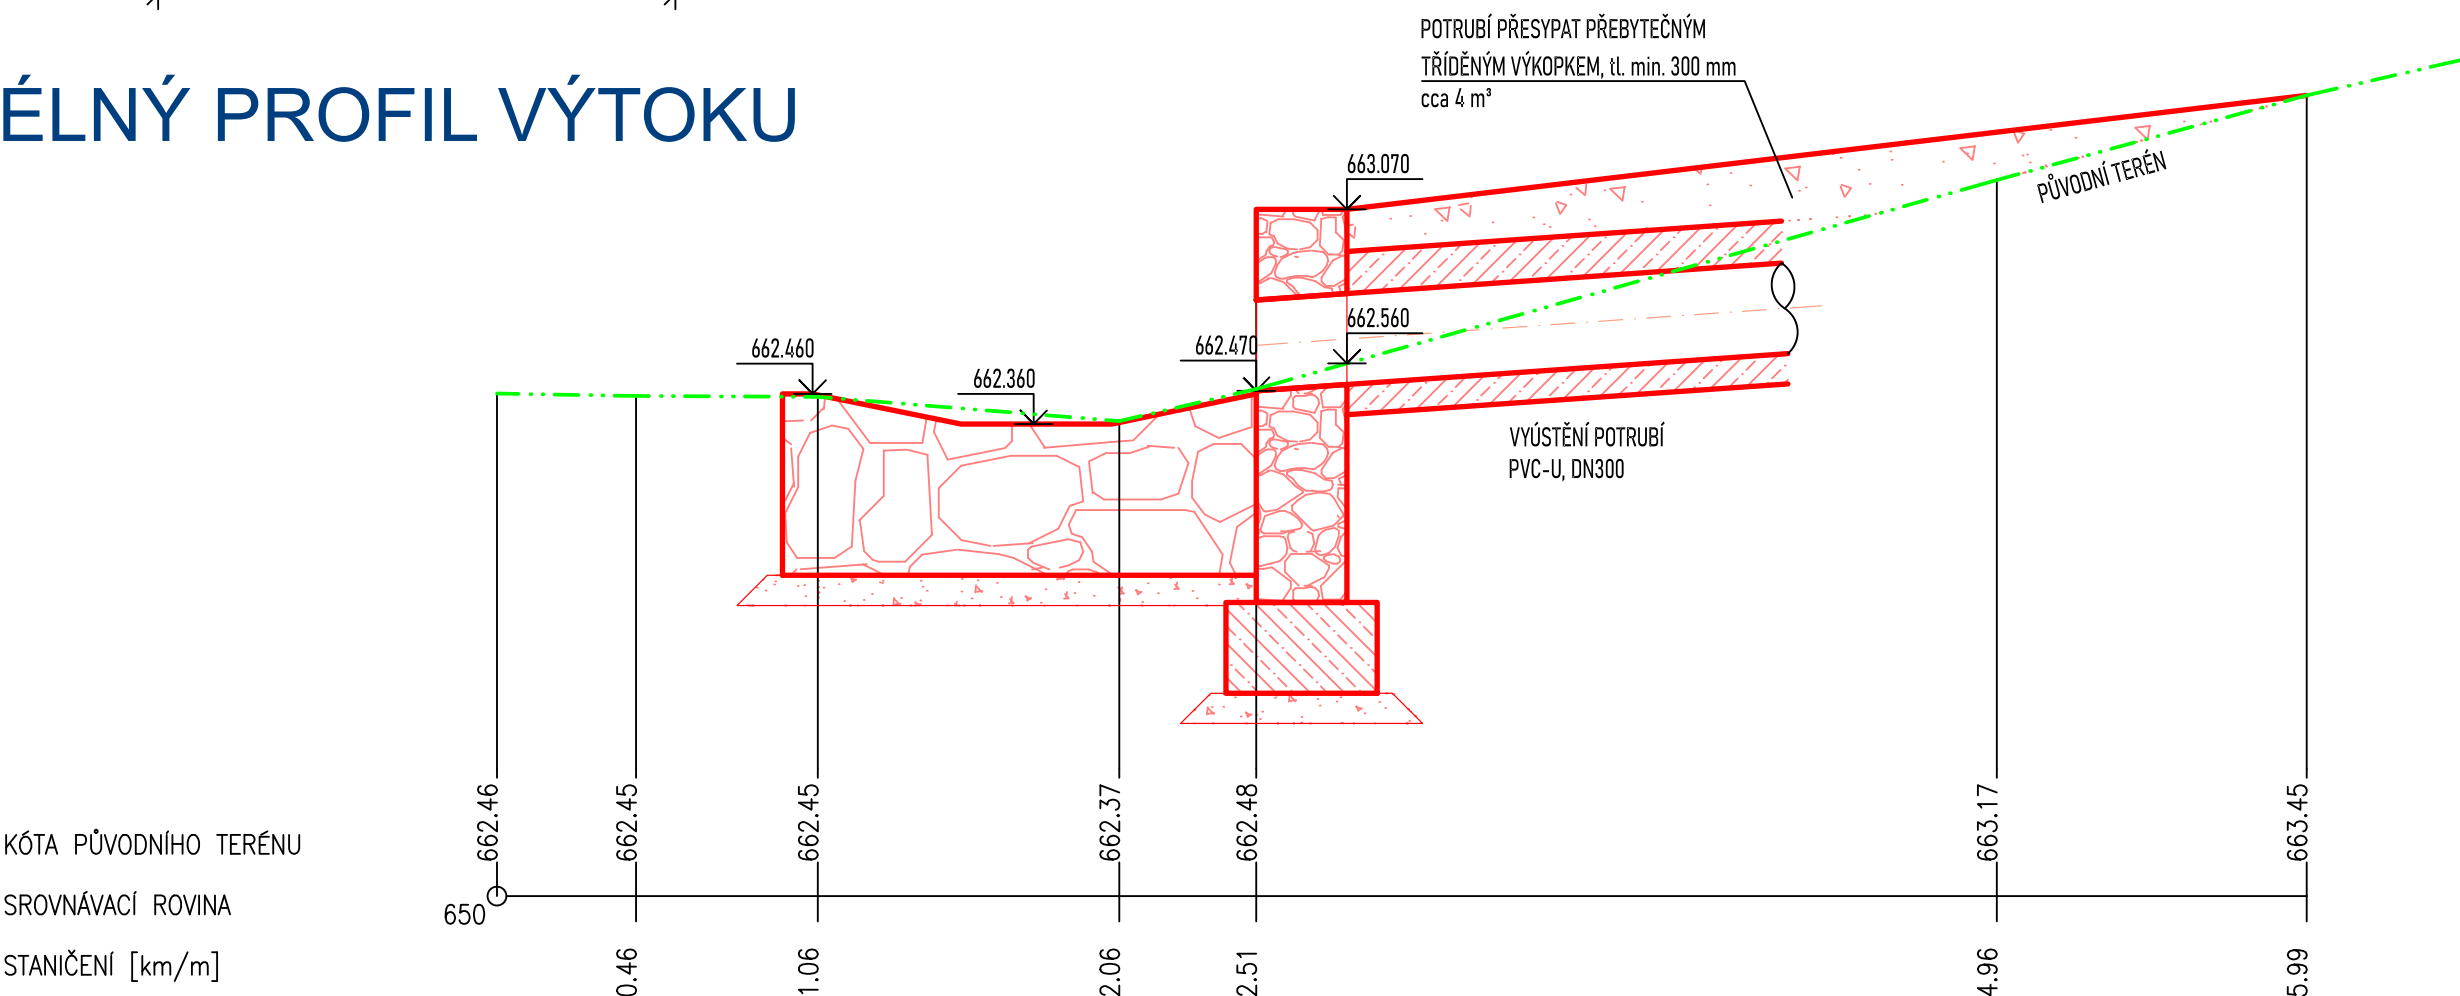 POTRUBÍ PŘESYPAT PŘEBYTEČNÝM
TŘÍDĚNÝM VÝKOPKEM, tl. min. 300 mm
cca 4 m³
ÉLNÝ PROFIL VÝTOKU
663.070
PŮVODNÍ TERÉN
662.560
662.470
662.460
662.360
VYÚSTĚNÍ POTRUBÍ
PVC-U, DN300
KÓTA PŮVODNÍHO TERÉNU
662.46
662.45
662.45
662.37
662.48
663.17
663.45
SROVNÁVACÍ ROVINA
650
STANIČENÍ [km/m]
0.46
1.06
2.06
2.51
4.96
5.99